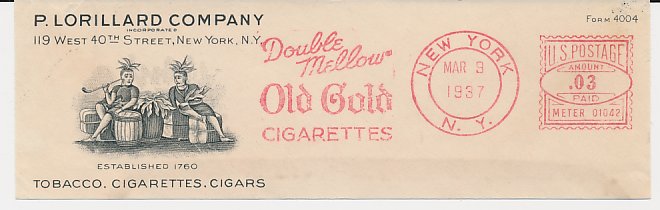 P. LORILLARD COMPANY
INCORPORATED
119 WEST 40TH STREET, NEW YORK, N.Y.
ESTABLISHED 1760
TOBACCO, CIGARETTES, CIGARS
"Double
Mellow"
Old Gold
CIGARETTES
NEW YORK
MAR 3
1937
N. Y.
FORM 4004
U.S POSTAGE
AMOUNT
.03
PAID
METER 01042